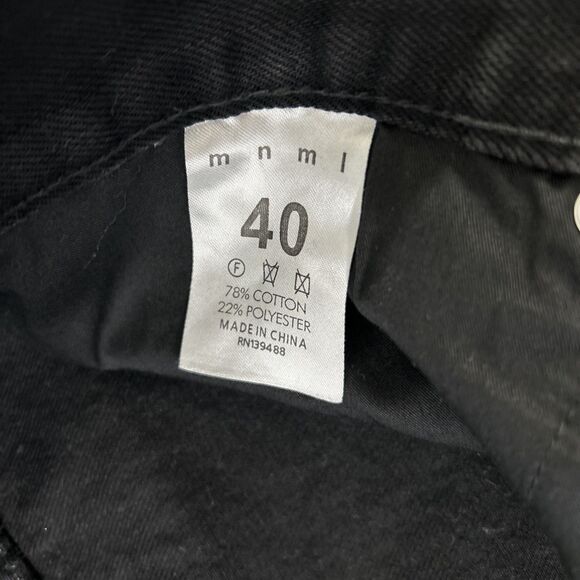 m n m l
40
F
78% COTTON
22% POLYESTER
MADE IN CHINA
RN139488